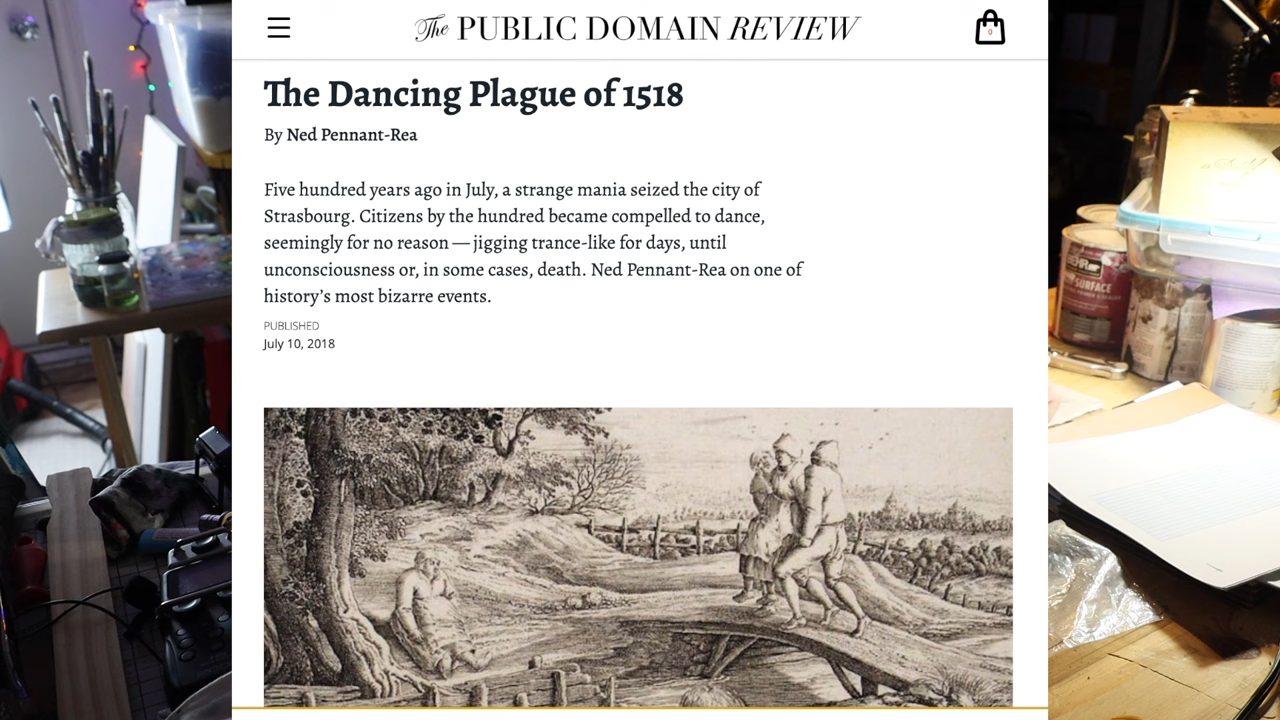 The PUBLIC DOMAIN REVIEW
0
The Dancing Plague of 1518
By Ned Pennant-Rea
Five hundred years ago in July, a strange mania seized the city of
Strasbourg. Citizens by the hundred became compelled to dance,
seemingly for no reason — jigging trance-like for days, until
unconsciousness or, in some cases, death. Ned Pennant-Rea on one of
history’s most bizarre events.
PUBLISHED
July 10, 2018
BEHR
SURFACE